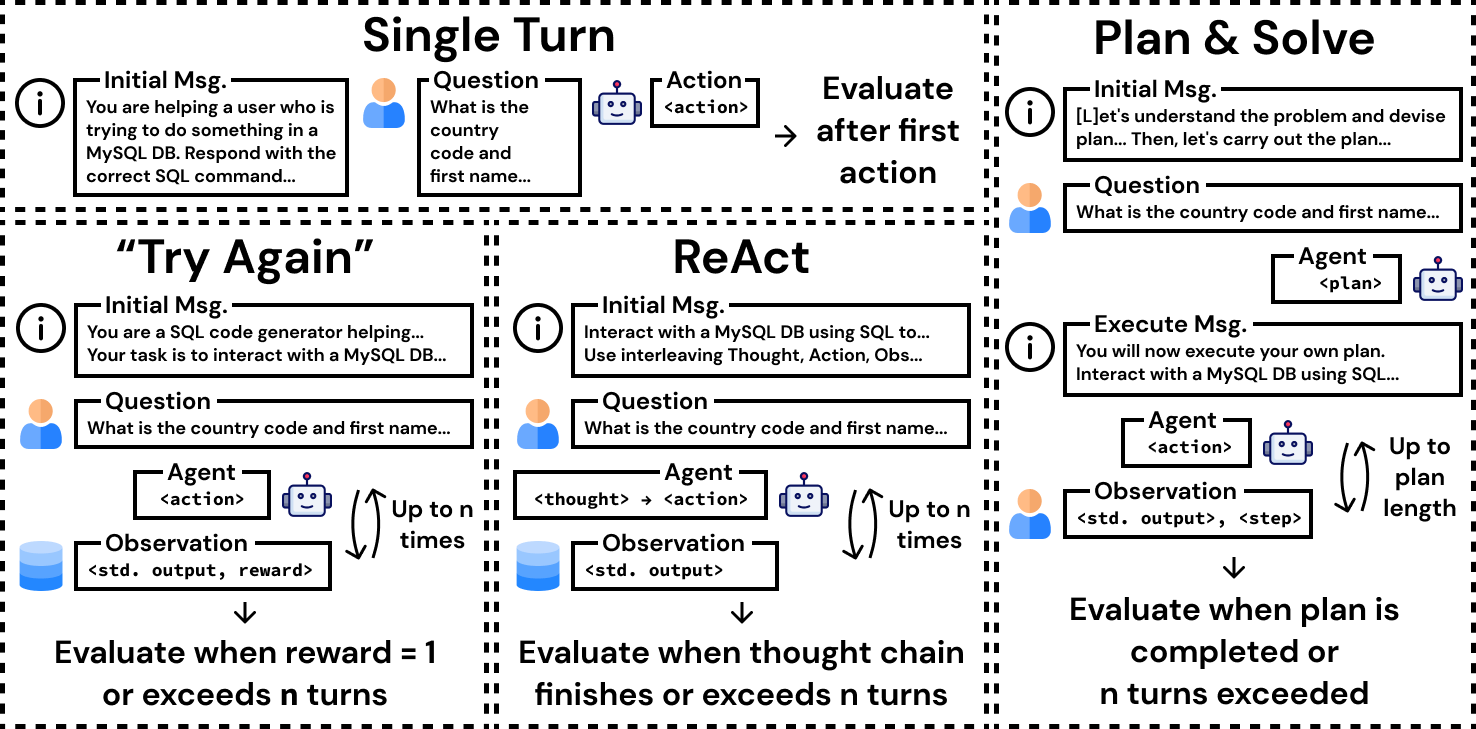 Single Turn
Initial Msg.
You are helping a user who is
trying to do something in a
MySQL DB. Respond with the
correct SQL command...
Question
What is the
country
code and
first name...
Action
<action>
→
Evaluate
after first
action
“Try Again”
Initial Msg.
You are a SQL code generator helping...
Your task is to interact with a MySQL DB...
Question
What is the country code and first name...
Agent
<action>
Up to n
times
Observation
<std. output, reward>
Evaluate when reward = 1
or exceeds n turns
ReAct
Initial Msg.
Interact with a MySQL DB using SQL to...
Use interleaving Thought, Action, Obs...
Question
What is the country code and first name...
Agent
<thought> → <action>
Up to n
times
Observation
<std. output>
Evaluate when thought chain
finishes or exceeds n turns
Plan & Solve
Initial Msg.
[L]et's understand the problem and devise
plan... Then, let's carry out the plan...
Question
What is the country code and first name...
Agent
<plan>
Execute Msg.
You will now execute your own plan.
Interact with a MySQL DB using SQL...
Agent
<action>
Up to
plan
length
Observation
<std. output>, <step>
Evaluate when plan is
completed or
n turns exceeded